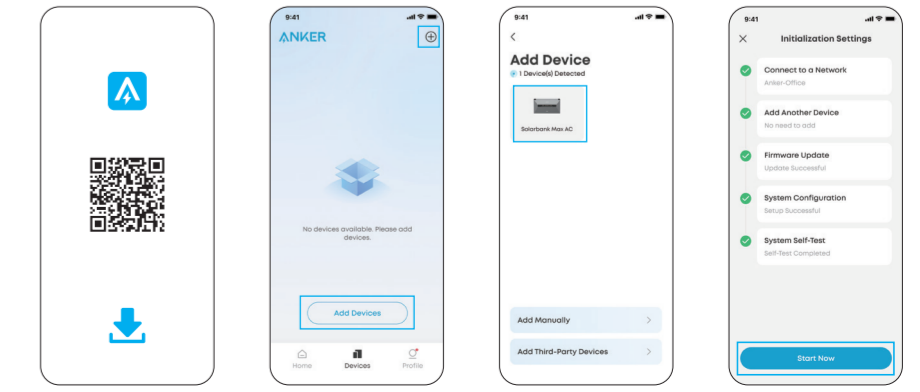 9:41
ANKER
No devices available. Please add
devices.
Add Devices
Home
Devices
Profile
9:41
Add Device
1 Device(s) Detected
Solarbank Max AC
Add Manually
Add Third-Party Devices
9:41
Initialization Settings
Connect to a Network
Anker-Office
Add Another Device
No need to add
Firmware Update
Update Successful
System Configuration
Setup Successful
System Self-Test
Self-Test Completed
Start Now